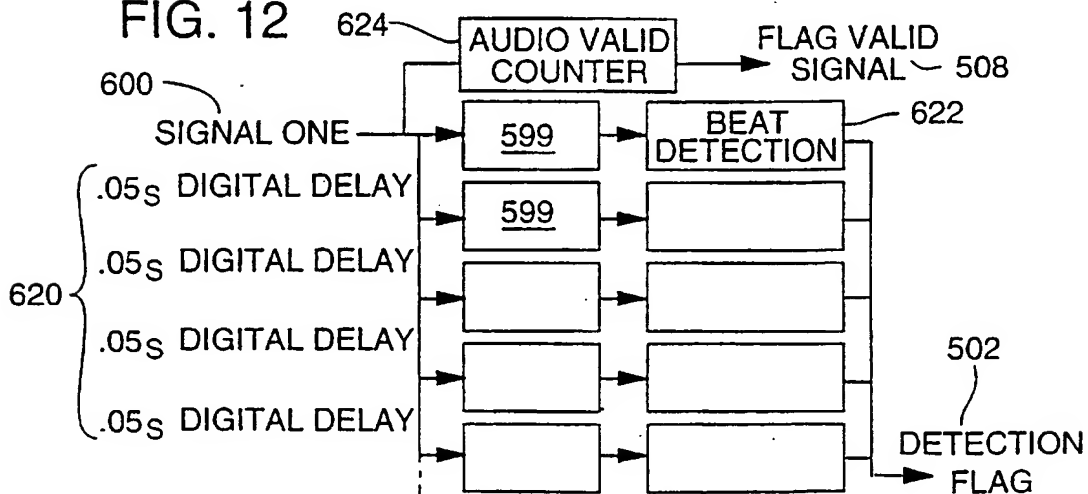 FIG. 12
624
AUDIO VALID
COUNTER
FLAG VALID
SIGNAL
508
600
SIGNAL ONE
599
BEAT
DETECTION
622
.05s DIGITAL DELAY
599
.05s DIGITAL DELAY
620
.05s DIGITAL DELAY
502
.05s DIGITAL DELAY
DETECTION
FLAG